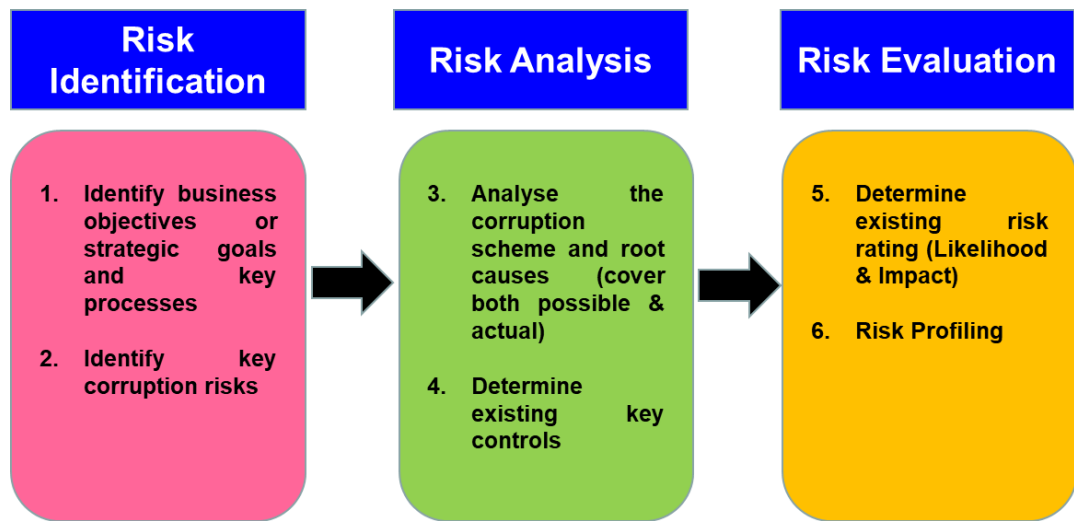 Risk
Identification
1. Identify business
objectives or
strategic goals
and key
processes
2. Identify key
corruption risks
Risk Analysis
3. Analyse the
corruption
scheme and root
causes (cover
both possible &
actual)
4. Determine
existing key
controls
Risk Evaluation
5. Determine
existing risk
rating (Likelihood
& Impact)
6. Risk Profiling